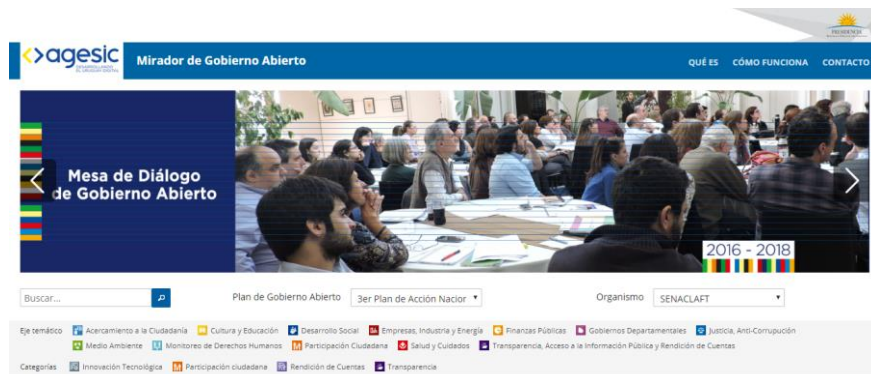 PRESIDENCIA
agesic
Mirador de Gobierno Abierto
QUÉ ES CÓMO FUNCIONA CONTACTO
Mesa de Diálogo
de Gobierno Abierto
2016 - 2018
Buscar...
Plan de Gobierno Abierto 3er Plan de Acción Nacior
Organismo SENACLAFT
Eje temático Acercamiento a la Ciudadanía Cultura y Educación Desarrollo Social Empresas, Industria y Energía Finanzas Públicas Gobiernos Departamentales Justicia, Anti-Corrupución
Medio Ambiente Monitoreo de Derechos Humanos Participación Ciudadana Salud y Cuidados Transparencia, Acceso a la Información Pública y Rendición de Cuentas
Categorías Innovación Tecnológica Participación ciudadana Rendición de Cuentas Transparencia